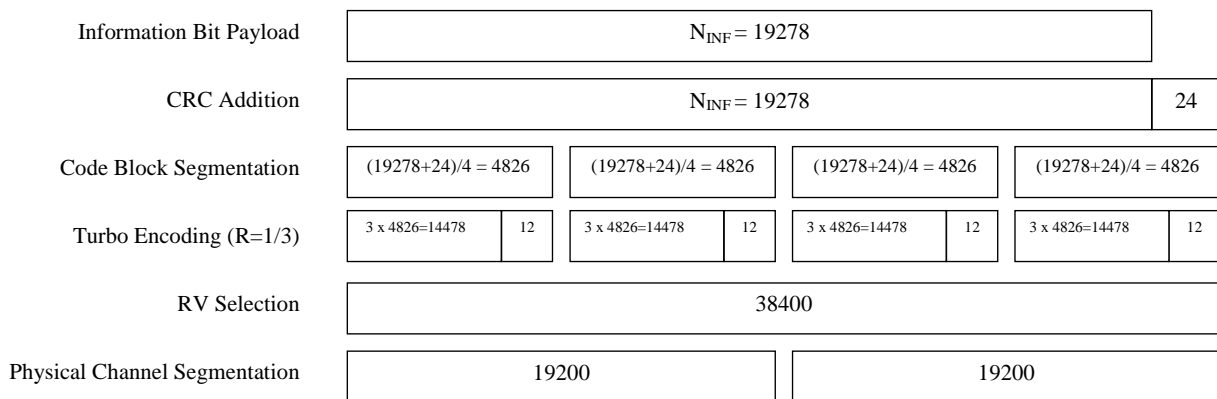 Information Bit Payload N_INF = 19278
CRC Addition N_INF = 19278 24
Code Block Segmentation (19278+24)/4 = 4826 (19278+24)/4 = 4826 (19278+24)/4 = 4826 (19278+24)/4 = 4826
Turbo Encoding (R=1/3) 3 x 4826=14478 12 3 x 4826=14478 12 3 x 4826=14478 12 3 x 4826=14478 12
RV Selection 38400
Physical Channel Segmentation 19200 19200